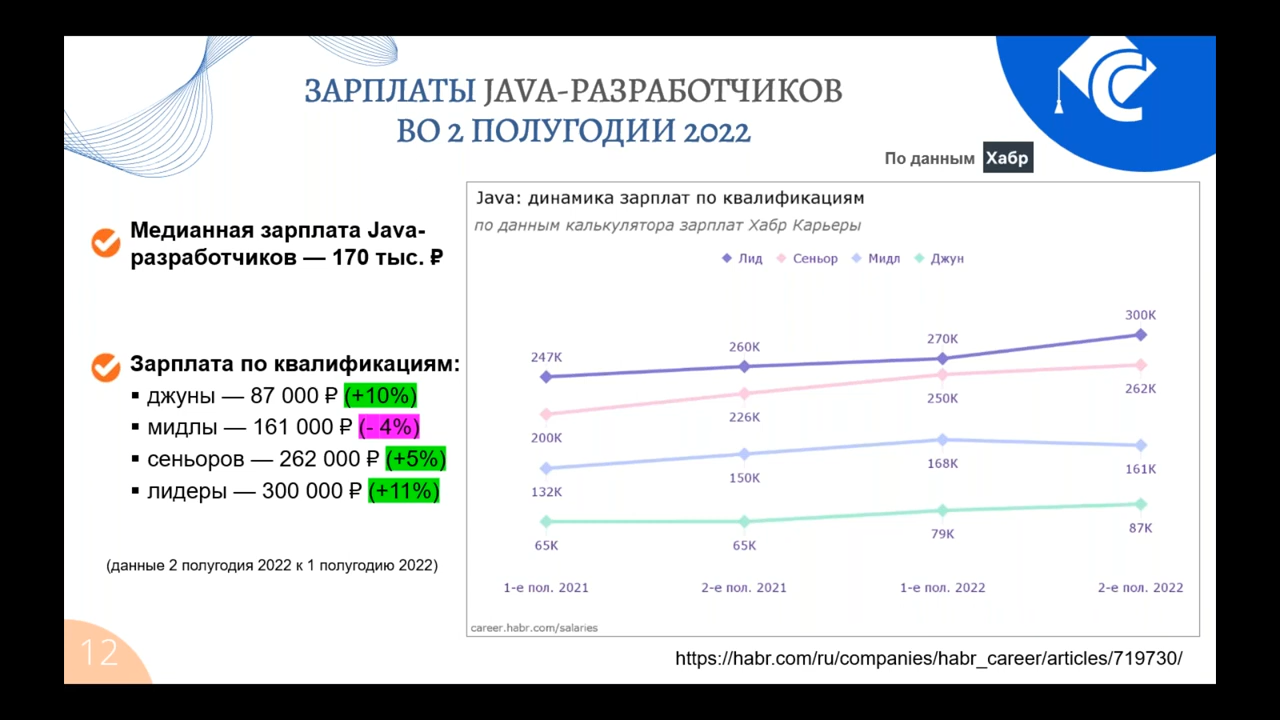 ЗАРПЛАТЫ JAVA-РАЗРАБОТЧИКОВ
ВО 2 ПОЛУГОДИИ 2022
По данным Хабр
Медианная зарплата Java-
разработчиков — 170 тыс. ₽
Зарплата по квалификациям:
▪ джуны — 87 000 ₽ (+10%)
▪ мидлы — 161 000 ₽ (- 4%)
▪ сеньоров — 262 000 ₽ (+5%)
▪ лидеры — 300 000 ₽ (+11%)
(данные 2 полугодия 2022 к 1 полугодию 2022)
Java: динамика зарплат по квалификациям
по данным калькулятора зарплат Хабр Карьеры
Лид Сеньор Мидл Джун
247K 260K 270K 300K
200K 226K 250K 262K
132K 150K 168K 161K
65K 65K 79K 87K
1-е пол. 2021 2-е пол. 2021 1-е пол. 2022 2-е пол. 2022
career.habr.com/salaries
https://habr.com/ru/companies/habr_career/articles/719730/
12